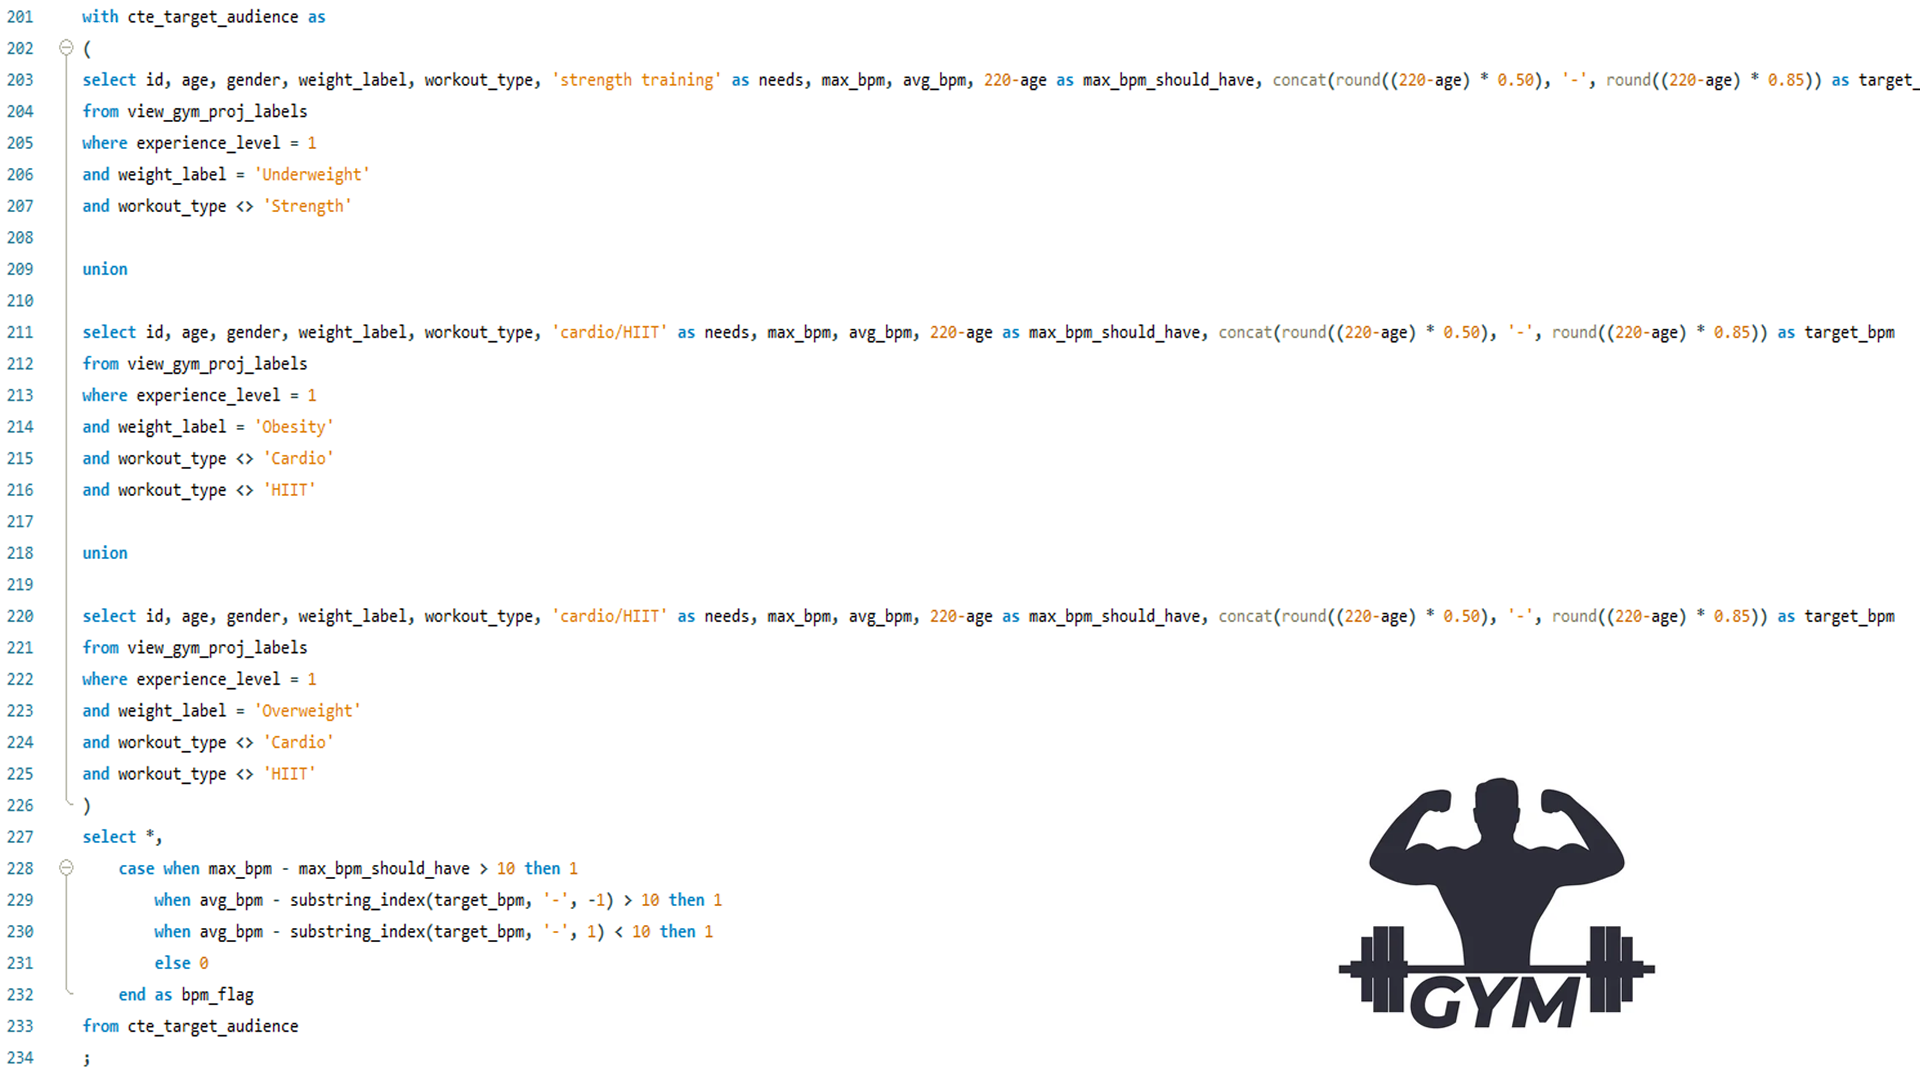 201 with cte_target_audience as
202 (
203 select id, age, gender, weight_label, workout_type, 'strength training' as needs, max_bpm, avg_bpm, 220-age as max_bpm_should_have, concat(round((220-age) * 0.50), '-', round((220-age) * 0.85)) as target_
204 from view_gym_proj_labels
205 where experience_level = 1
206 and weight_label = 'Underweight'
207 and workout_type <> 'Strength'
208
209 union
210
211 select id, age, gender, weight_label, workout_type, 'cardio/HIIT' as needs, max_bpm, avg_bpm, 220-age as max_bpm_should_have, concat(round((220-age) * 0.50), '-', round((220-age) * 0.85)) as target_bpm
212 from view_gym_proj_labels
213 where experience_level = 1
214 and weight_label = 'Obesity'
215 and workout_type <> 'Cardio'
216 and workout_type <> 'HIIT'
217
218 union
219
220 select id, age, gender, weight_label, workout_type, 'cardio/HIIT' as needs, max_bpm, avg_bpm, 220-age as max_bpm_should_have, concat(round((220-age) * 0.50), '-', round((220-age) * 0.85)) as target_bpm
221 from view_gym_proj_labels
222 where experience_level = 1
223 and weight_label = 'Overweight'
224 and workout_type <> 'Cardio'
225 and workout_type <> 'HIIT'
226 )
227 select *,
228 case when max_bpm - max_bpm_should_have > 10 then 1
229 when avg_bpm - substring_index(target_bpm, '-', -1) > 10 then 1
230 when avg_bpm - substring_index(target_bpm, '-', 1) < 10 then 1
231 else 0
232 end as bpm_flag
233 from cte_target_audience
234 ;
GYM